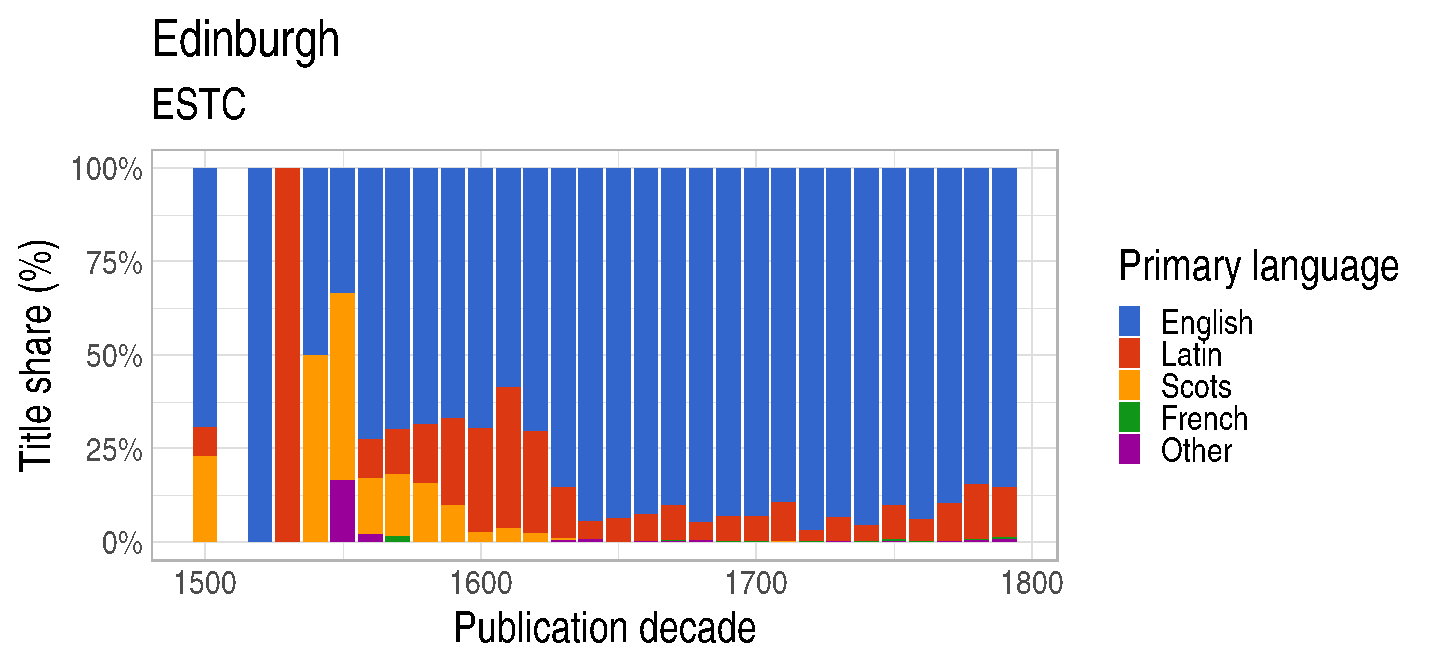 Edinburgh
ESTC
Title share (%)
100%
75%
50%
25%
0%
1500 1600 1700 1800
Publication decade
Primary language
English
Latin
Scots
French
Other